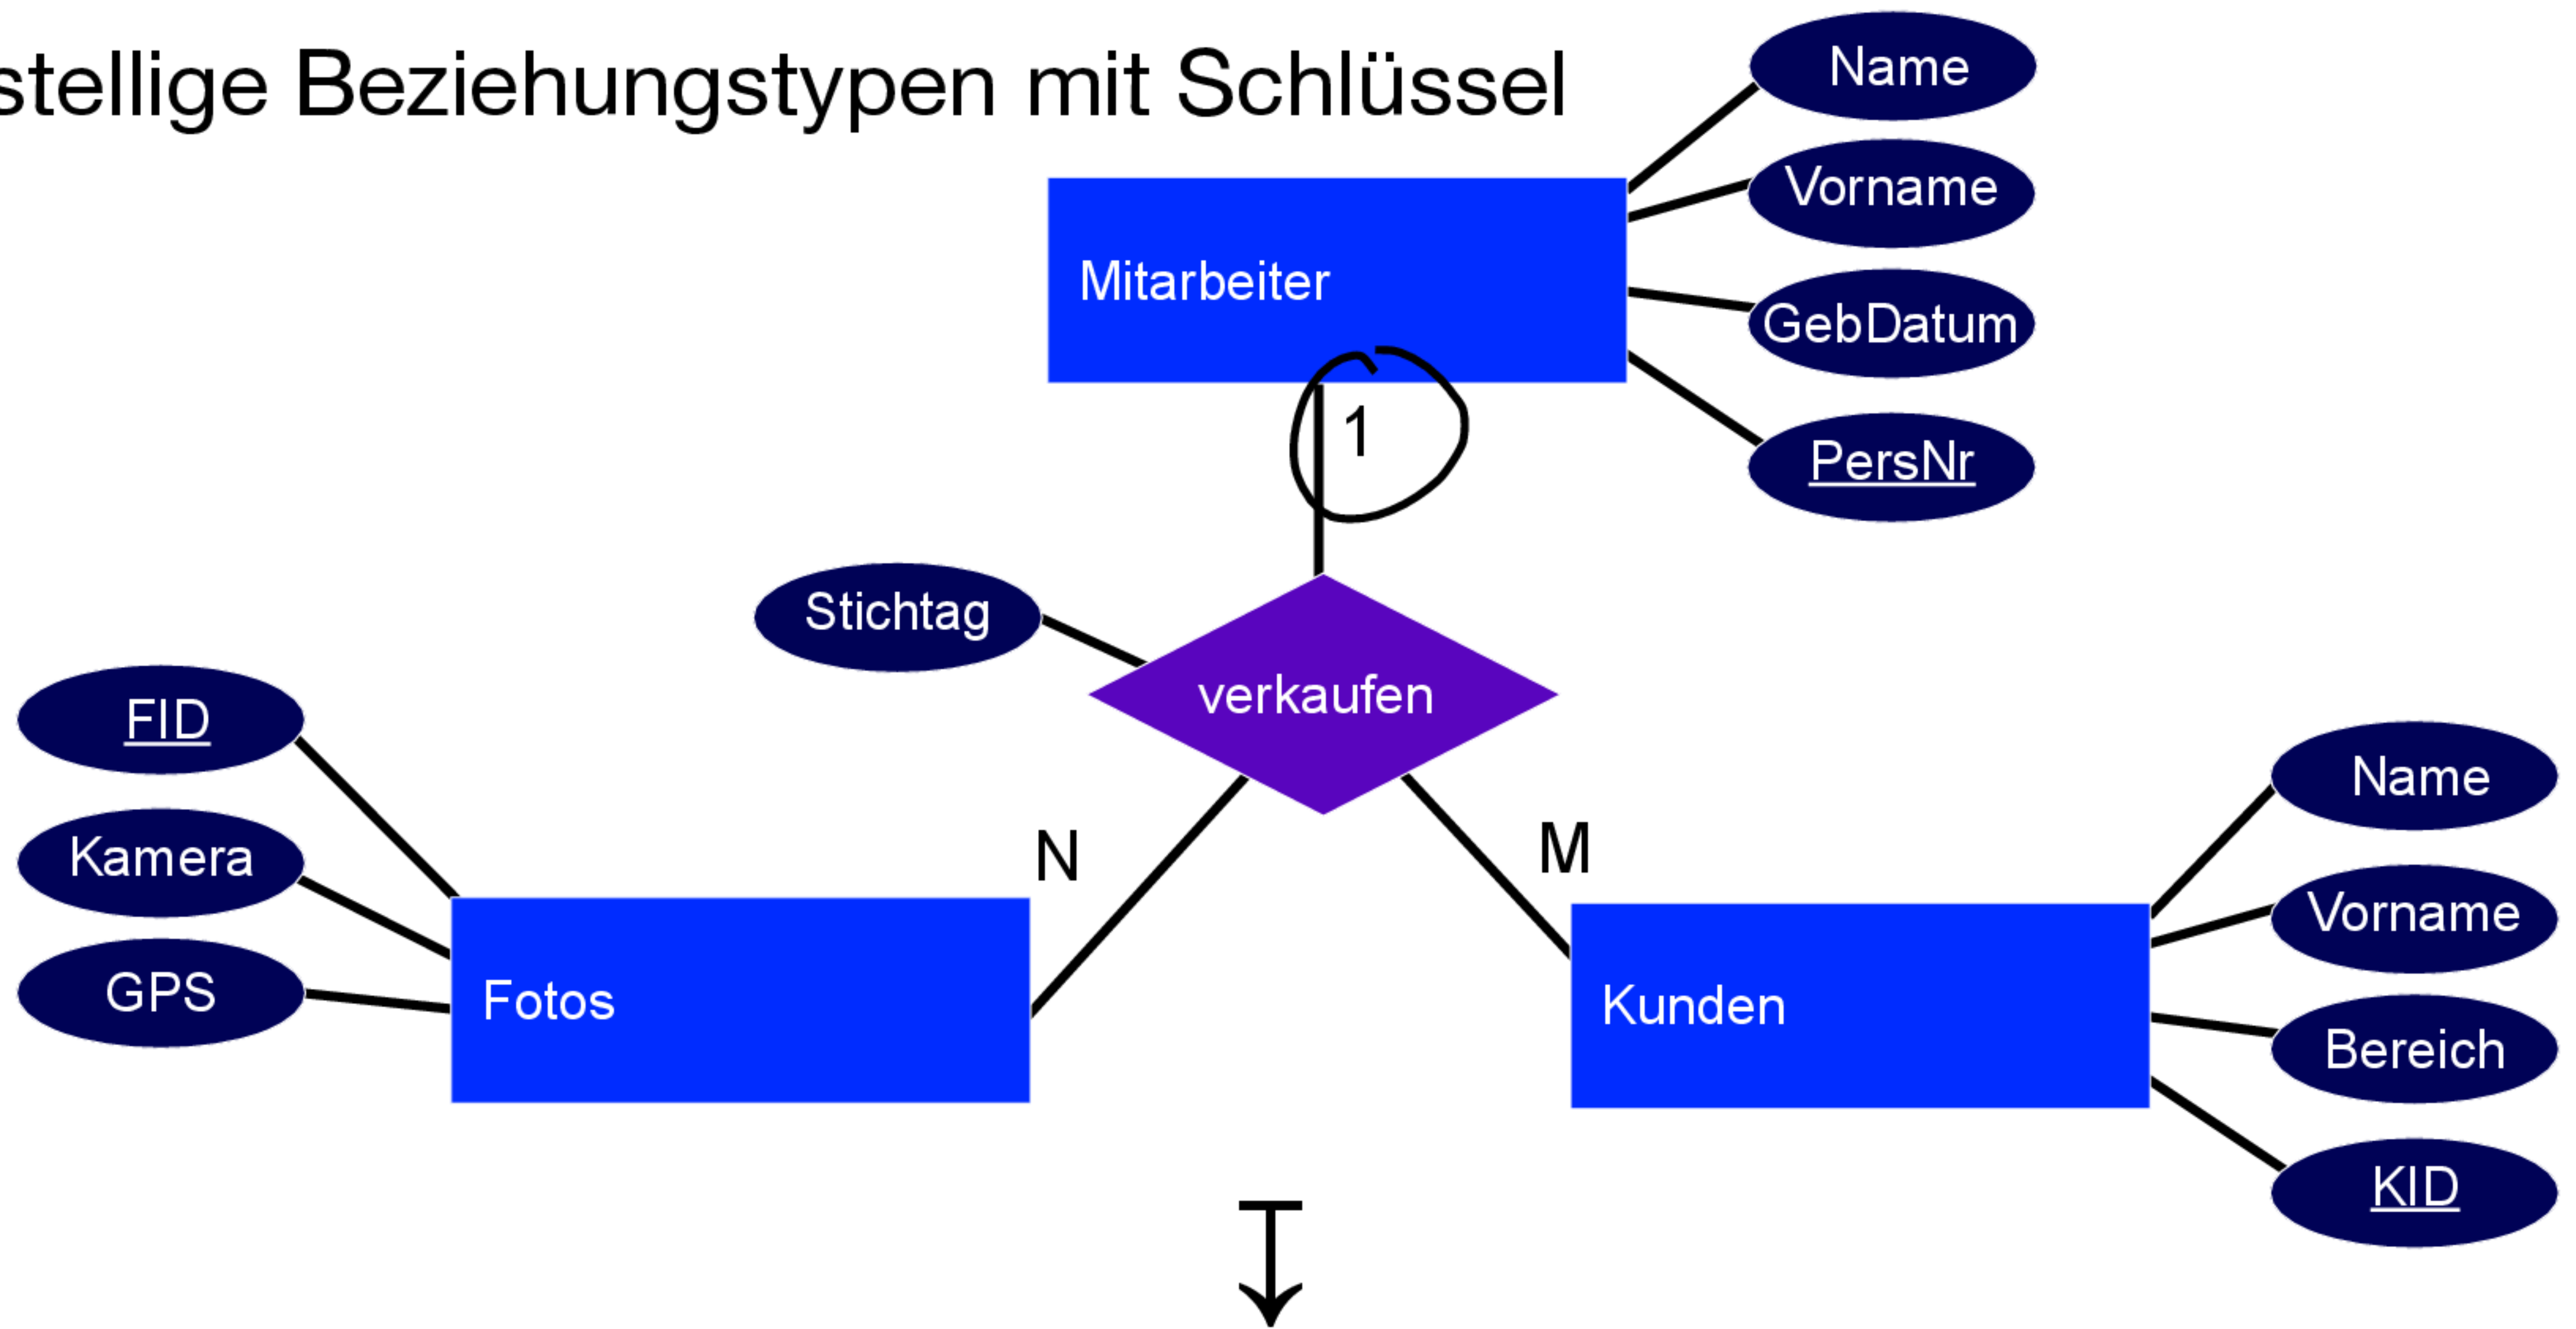 stellige Beziehungstypen mit Schlüssel
Name
Vorname
Mitarbeiter
GebDatum
1
PersNr
Stichtag
verkaufen
FID
Name
Kamera
N
M
Vorname
GPS
Fotos
Kunden
Bereich
KID